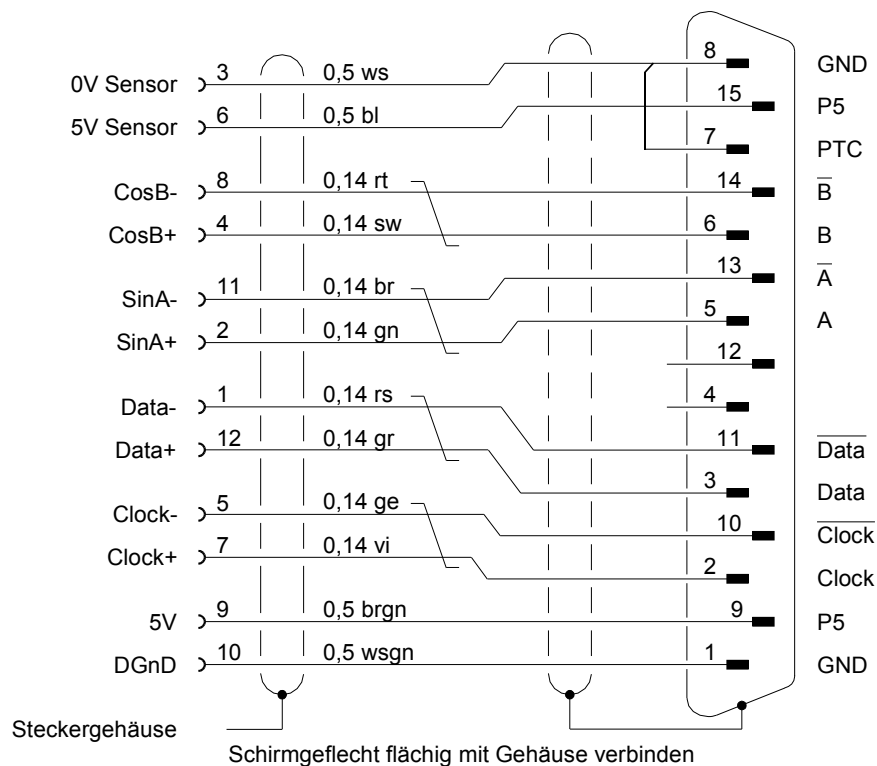 0V Sensor 3 0,5 ws 8 GND
5V Sensor 6 0,5 bl 15 P5
7 PTC
CosB- 8 0,14 rt 14 B̅
CosB+ 4 0,14 sw 6 B
13 A̅
SinA- 11 0,14 br
5 A
SinA+ 2 0,14 gn
12
Data- 1 0,14 rs 4
Data+ 12 0,14 gr 11 D̅a̅t̅a̅
3 Data
Clock- 5 0,14 ge 10 C̅l̅o̅c̅k̅
Clock+ 7 0,14 vi 2 Clock
5V 9 0,5 brgn 9 P5
DGnD 10 0,5 wsgn 1 GND
Steckergehäuse
Schirmgeflecht flächig mit Gehäuse verbinden